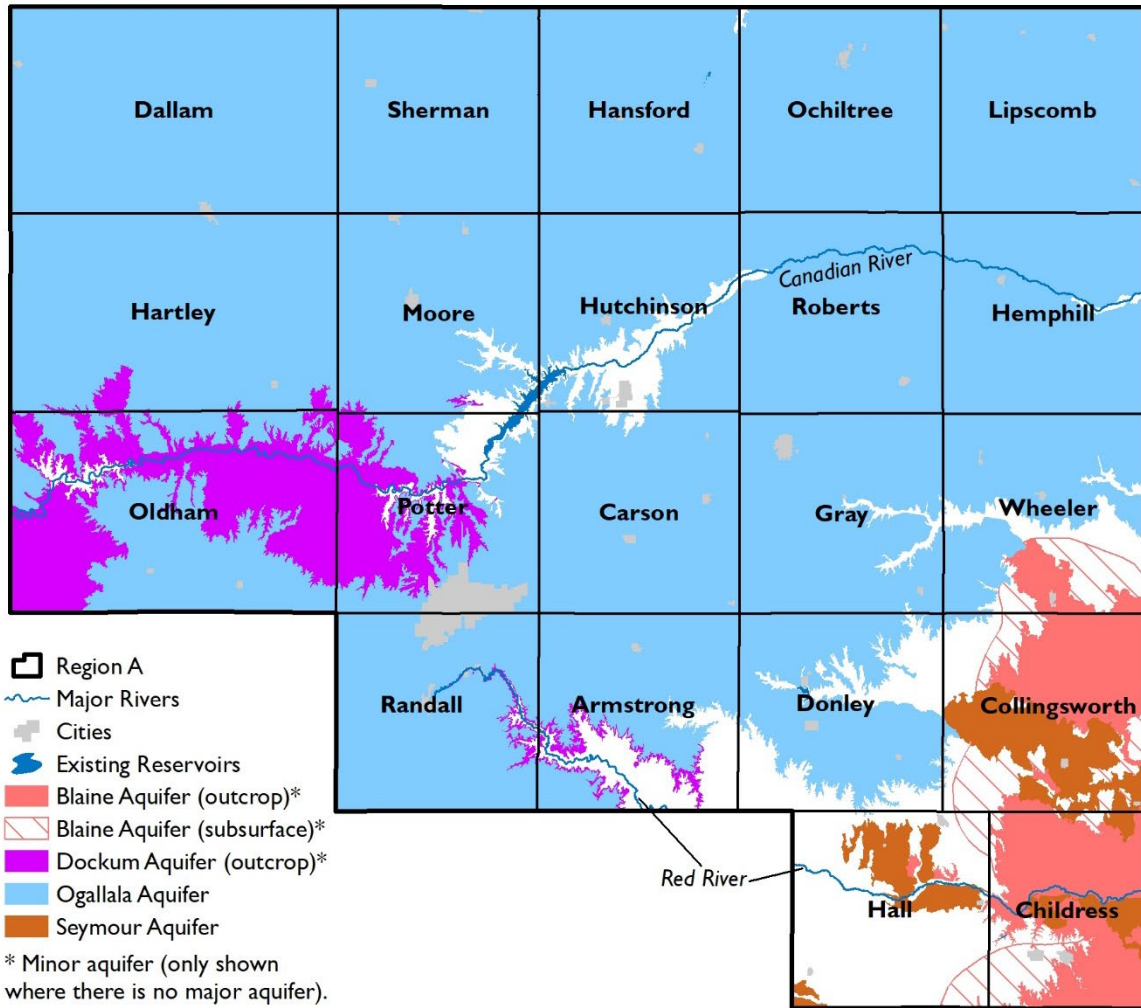 Dallam
Sherman
Hansford
Ochiltree
Lipscomb
Hartley
Moore
Hutchinson
Canadian River
Roberts
Hemphill
Oldham
Potter
Carson
Gray
Wheeler
Randall
Armstrong
Donley
Collingsworth
Red River
Hall
Childress
Region A
Major Rivers
Cities
Existing Reservoirs
Blaine Aquifer (outcrop)*
Blaine Aquifer (subsurface)*
Dockum Aquifer (outcrop)*
Ogallala Aquifer
Seymour Aquifer
* Minor aquifer (only shown
where there is no major aquifer).